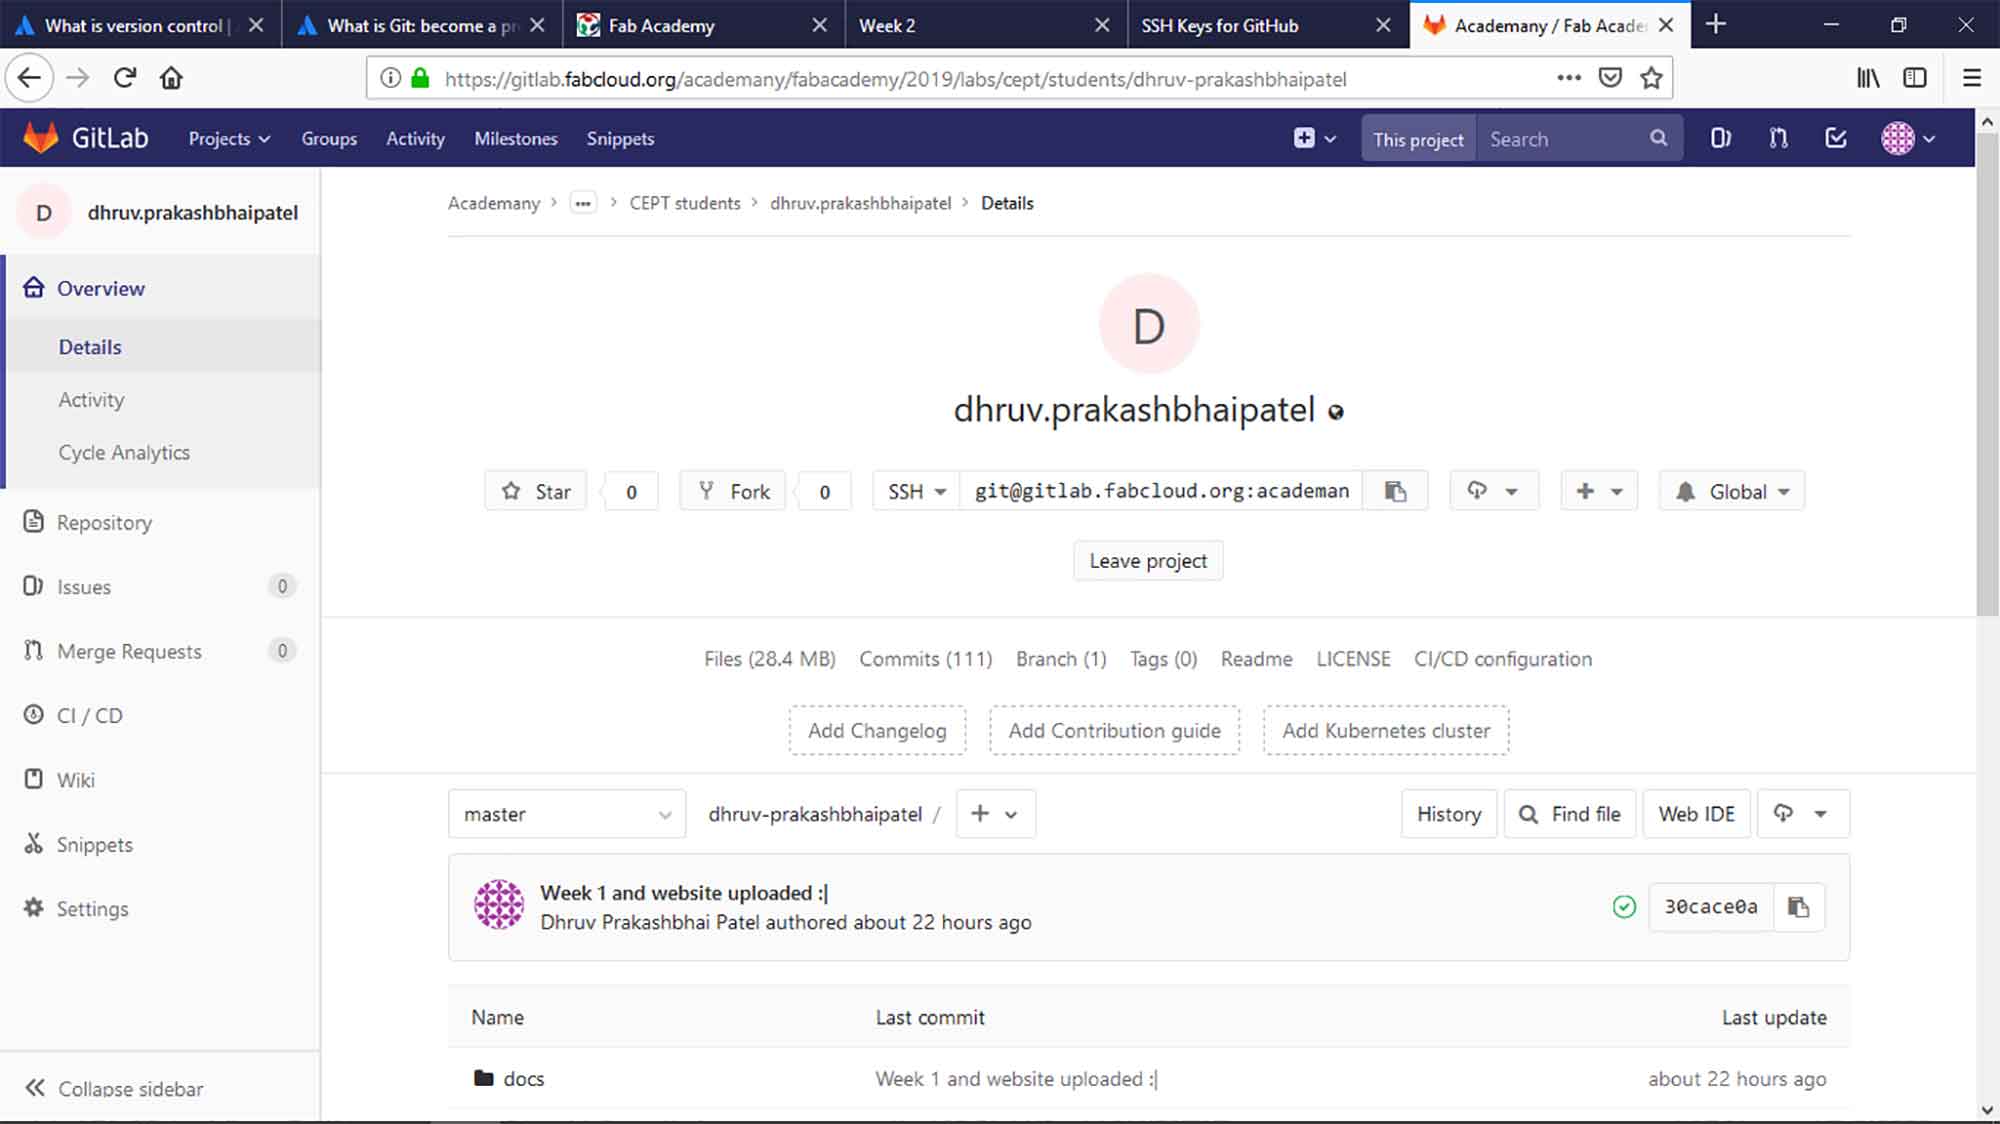 What is version control |
What is Git: become a pr
Fab Academy
Week 2
SSH Keys for GitHub
Academany / Fab Acade
https://gitlab.fabcloud.org/academany/fabacademy/2019/labs/cept/students/dhruv-prakashbhaipatel
GitLab
Projects
Groups
Activity
Milestones
Snippets
This project
Search
D
dhruv.prakashbhaipatel
Overview
Details
Activity
Cycle Analytics
Repository
Issues 0
Merge Requests 0
CI / CD
Wiki
Snippets
Settings
Collapse sidebar
Academany > ... > CEPT students > dhruv.prakashbhaipatel > Details
D
dhruv.prakashbhaipatel
Star 0 Fork 0 SSH git@gitlab.fabcloud.org:academan Global
Leave project
Files (28.4 MB) Commits (111) Branch (1) Tags (0) Readme LICENSE CI/CD configuration
Add Changelog Add Contribution guide Add Kubernetes cluster
master dhruv-prakashbhaipatel / + History Find file Web IDE
Week 1 and website uploaded :|
Dhruv Prakashbhai Patel authored about 22 hours ago
30cace0a
Name Last commit Last update
docs Week 1 and website uploaded :| about 22 hours ago